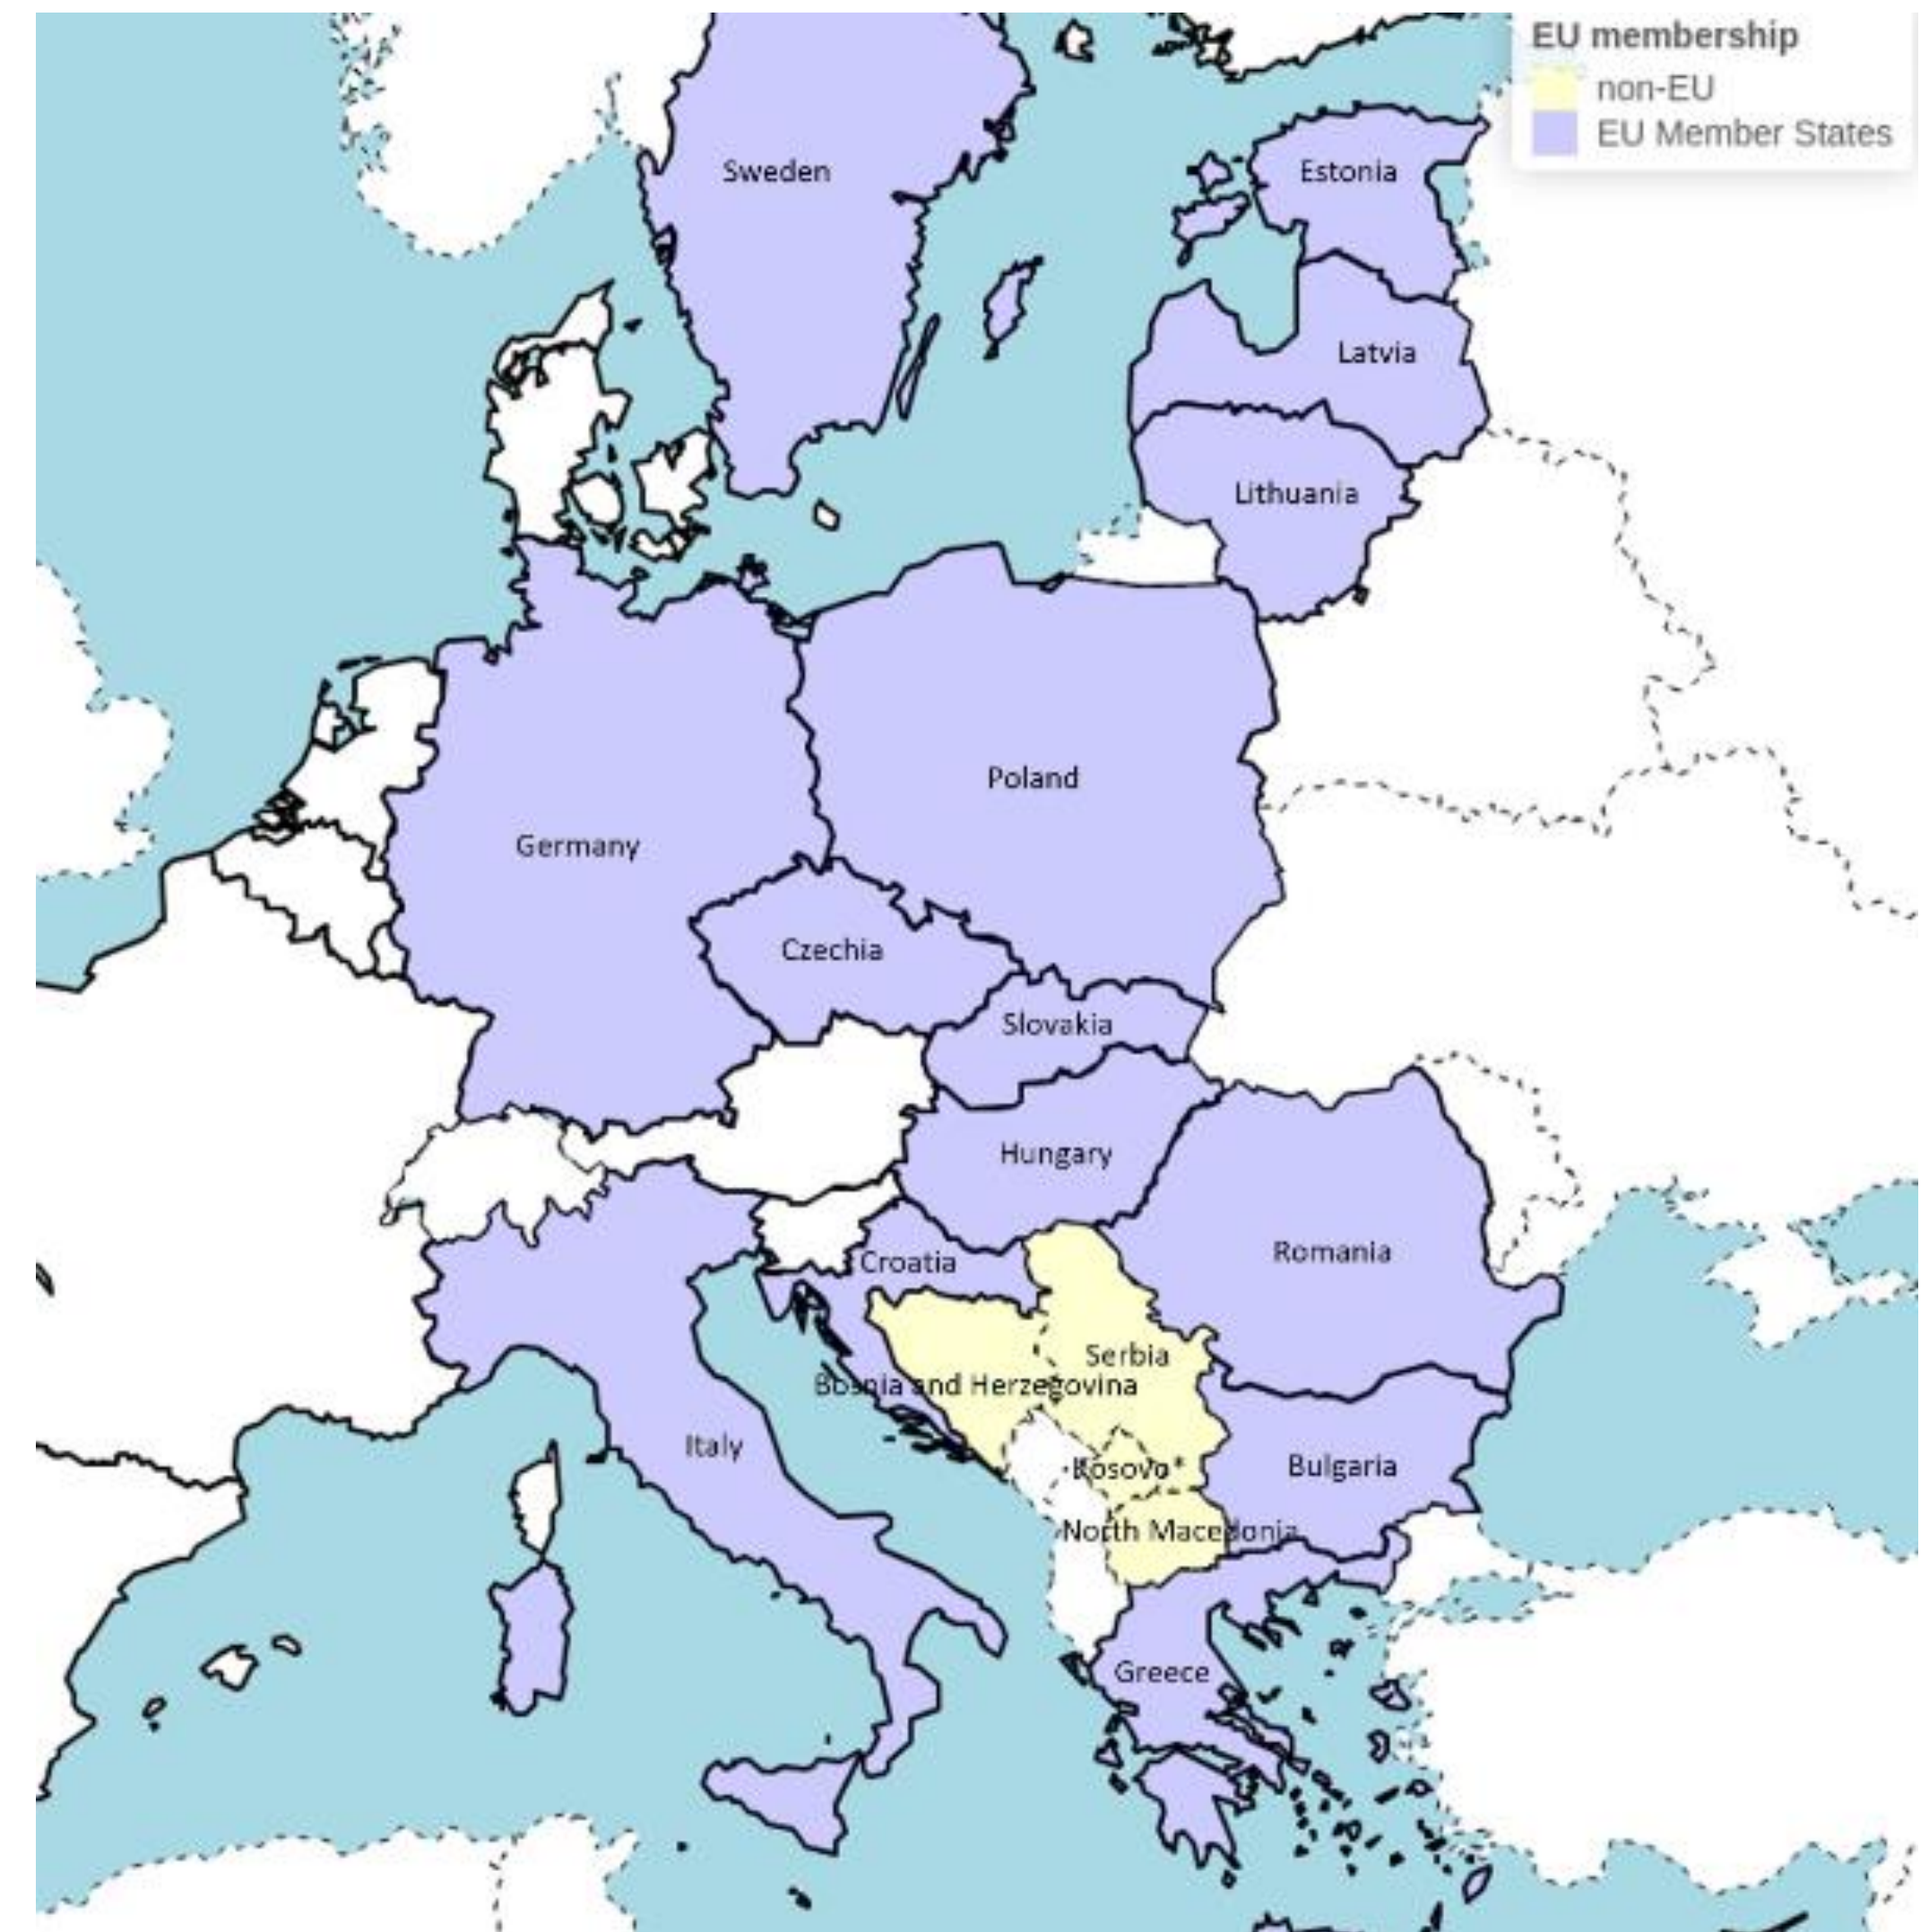 EU membership
non-EU
EU Member States
Sweden
Estonia
Latvia
Lithuania
Poland
Germany
Czechia
Slovakia
Hungary
Croatia
Romania
Serbia
Bosnia and Herzegovina
Italy
Bulgaria
Kosovo*
North Macedonia
Greece